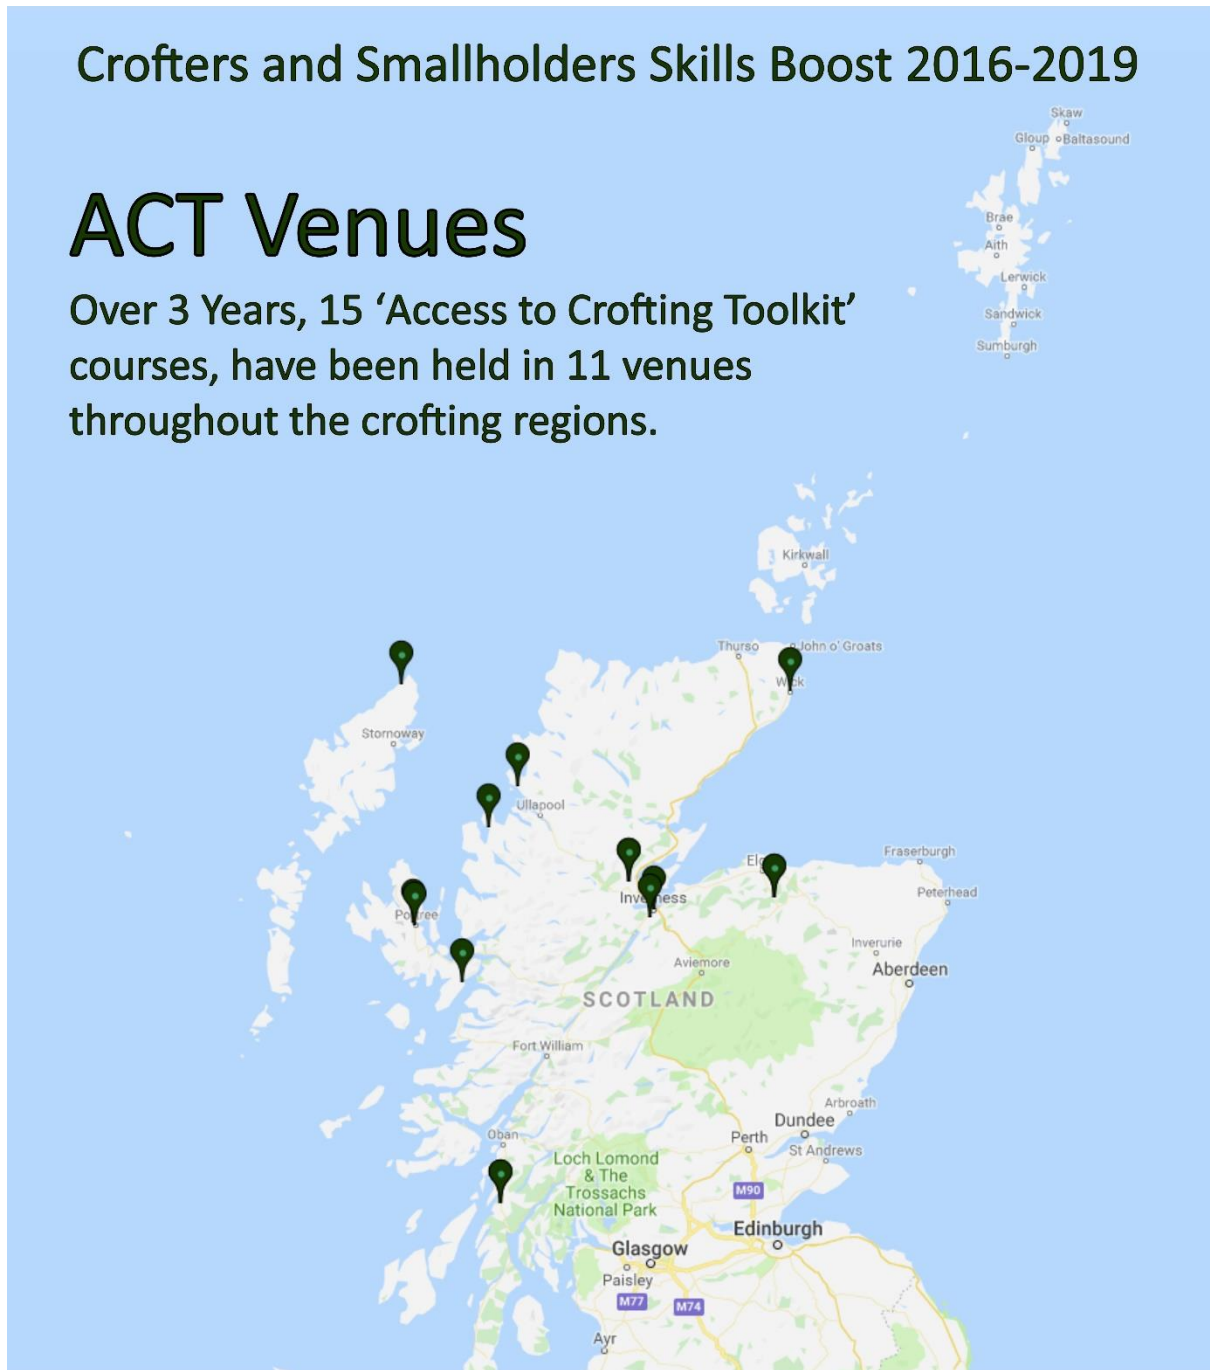 Crofters and Smallholders Skills Boost 2016-2019
Skaw
Gloup
Baltasound
ACT Venues
Brae
Aith
Lerwick
Over 3 Years, 15 ‘Access to Crofting Toolkit’
Sandwick
Sumburgh
courses, have been held in 11 venues
throughout the crofting regions.
Kirkwall
Thurso
John o' Groats
Wick
Stornoway
Ullapool
Fraserburgh
Peterhead
Inverness
Portree
Inverurie
Aviemore
Aberdeen
SCOTLAND
Fort William
Arbroath
Dundee
Oban
Perth
St Andrews
Loch Lomond
& The
Trossachs
National Park
M90
Edinburgh
Glasgow
Paisley
M77
M74
Ayr